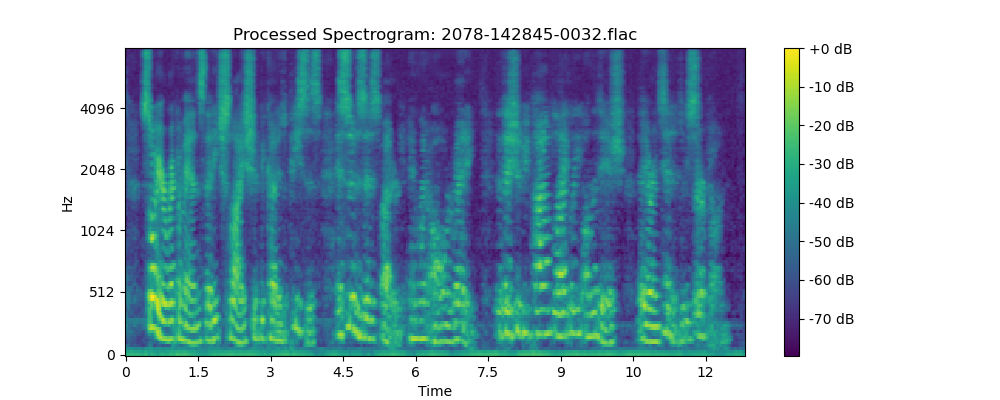 Processed Spectrogram: 2078-142845-0032.flac
Hz
4096
2048
1024
512
0
0 1.5 3 4.5 6 7.5 9 10 12
Time
+0 dB
-10 dB
-20 dB
-30 dB
-40 dB
-50 dB
-60 dB
-70 dB